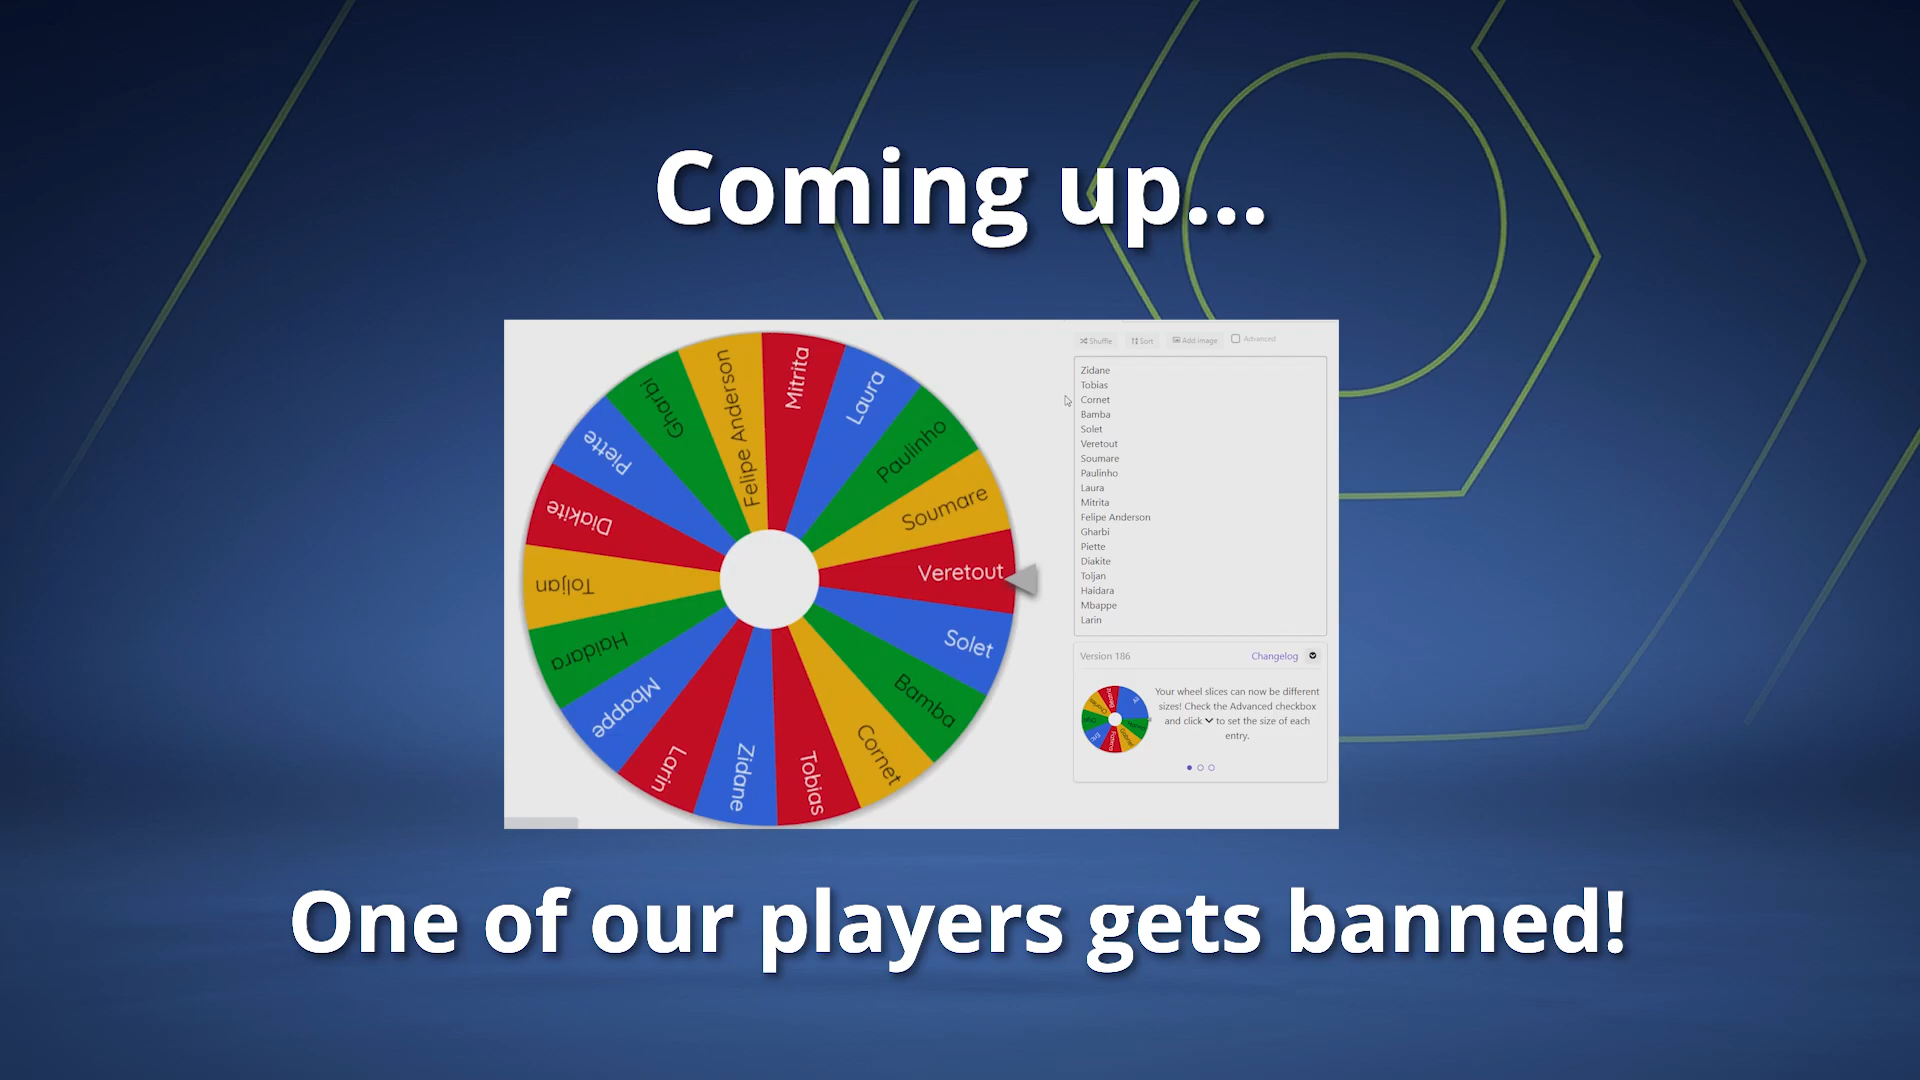 Coming up...
Mitrita
Laura
Paulinho
Soumare
Veretout
Solet
Bamba
Cornet
Tobias
Zidane
Larin
Mbappe
Haidara
Toljan
Diakite
Piette
Gharbi
Felipe Anderson
Shuffle Sort Add image Advanced
Zidane
Tobias
Cornet
Bamba
Solet
Veretout
Soumare
Paulinho
Laura
Mitrita
Felipe Anderson
Gharbi
Piette
Diakite
Toljan
Haidara
Mbappe
Larin
Version 186 Changelog
Your wheel slices can now be different
sizes! Check the Advanced checkbox
and click to set the size of each
entry.
One of our players gets banned!